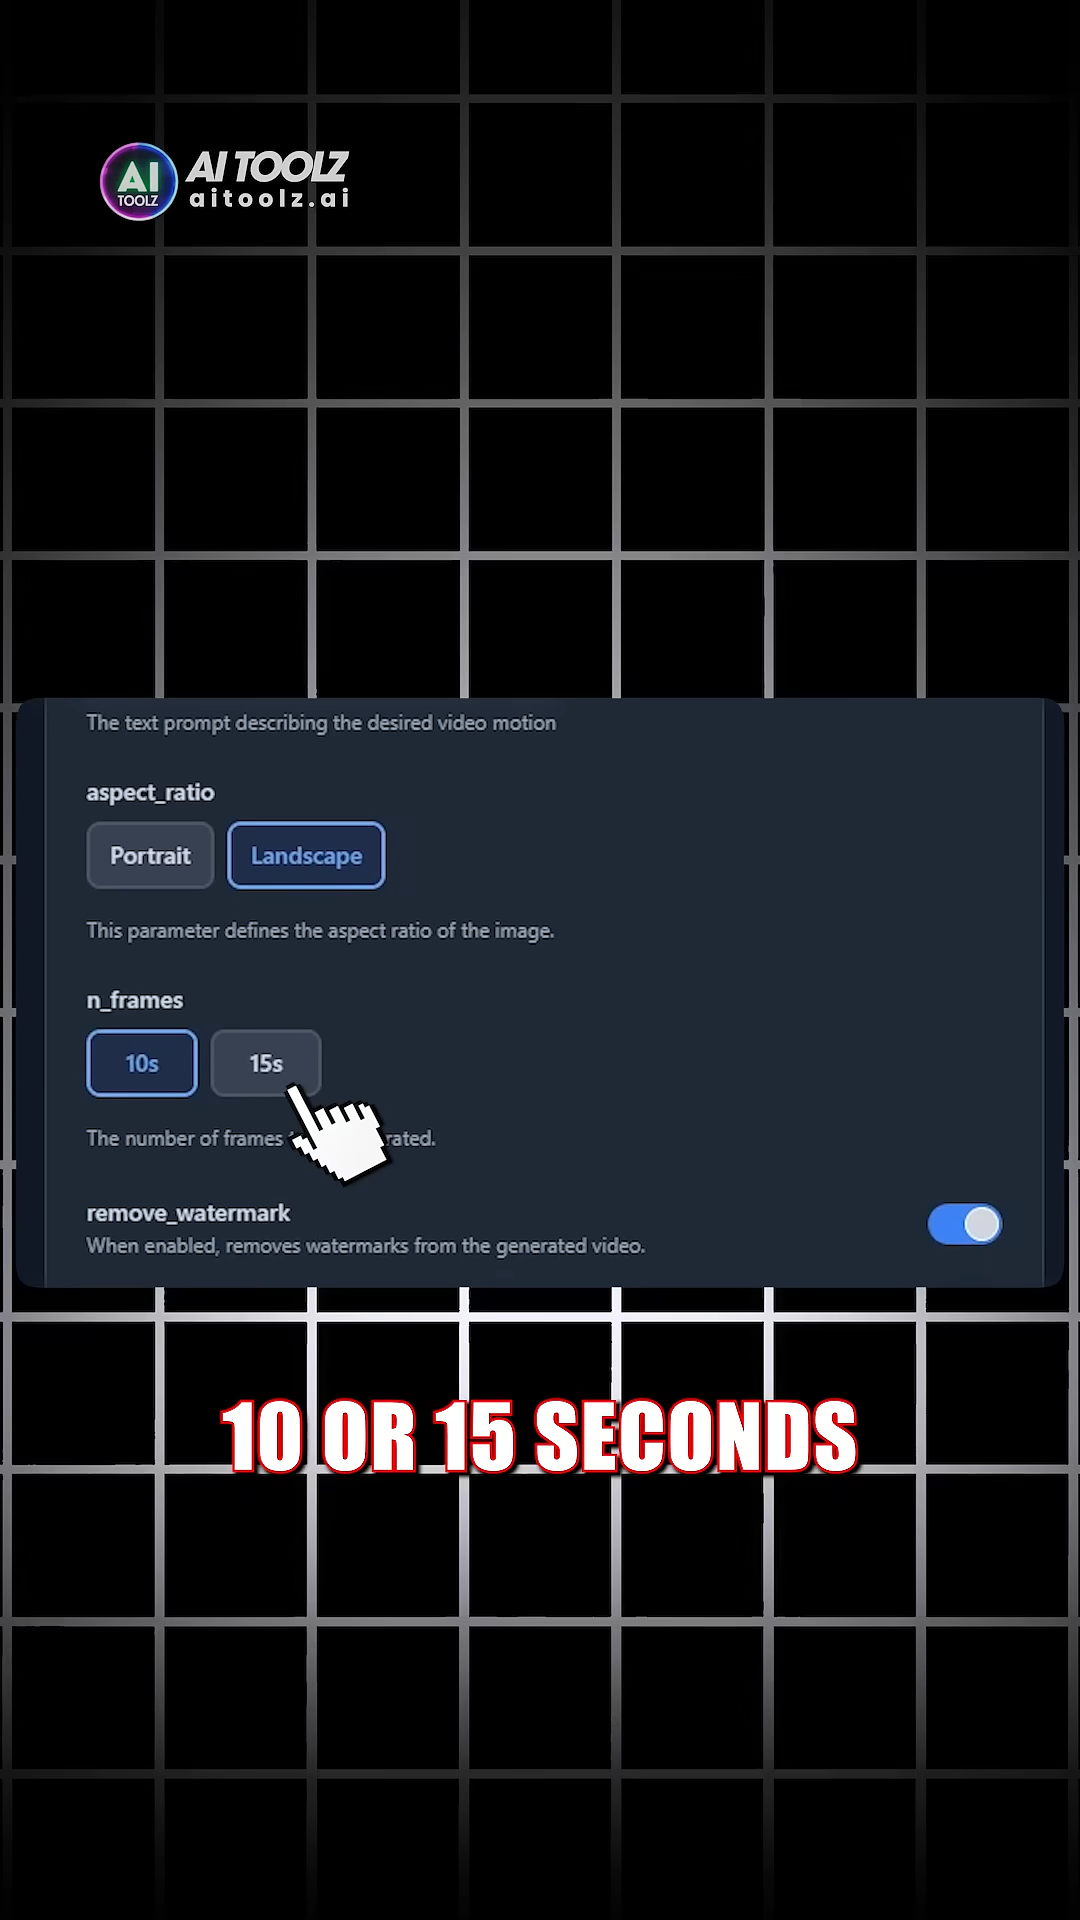 AI
TOOLZ
AI TOOLZ
aitoolz.ai
The text prompt describing the desired video motion
aspect_ratio
Portrait
Landscape
This parameter defines the aspect ratio of the image.
n_frames
10s
15s
The number of frames rated.
remove_watermark
When enabled, removes watermarks from the generated video.
10 OR 15 SECONDS